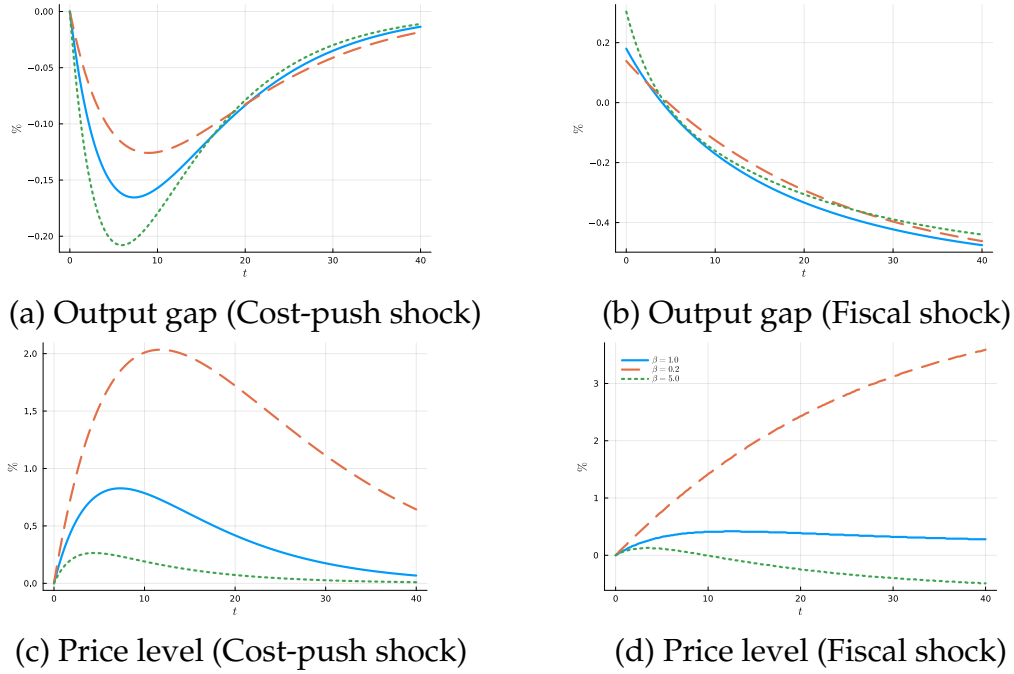 0.00
−0.05
−0.10
−0.15
−0.20
%
0 10 20 30 40
t
0.2
0.0
−0.2
−0.4
%
0 10 20 30 40
t
(a) Output gap (Cost-push shock)
(b) Output gap (Fiscal shock)
2.0
1.5
1.0
0.5
0.0
%
0 10 20 30 40
t
β = 1.0
β = 0.2
β = 5.0
3
2
1
0
%
0 10 20 30 40
t
(c) Price level (Cost-push shock)
(d) Price level (Fiscal shock)